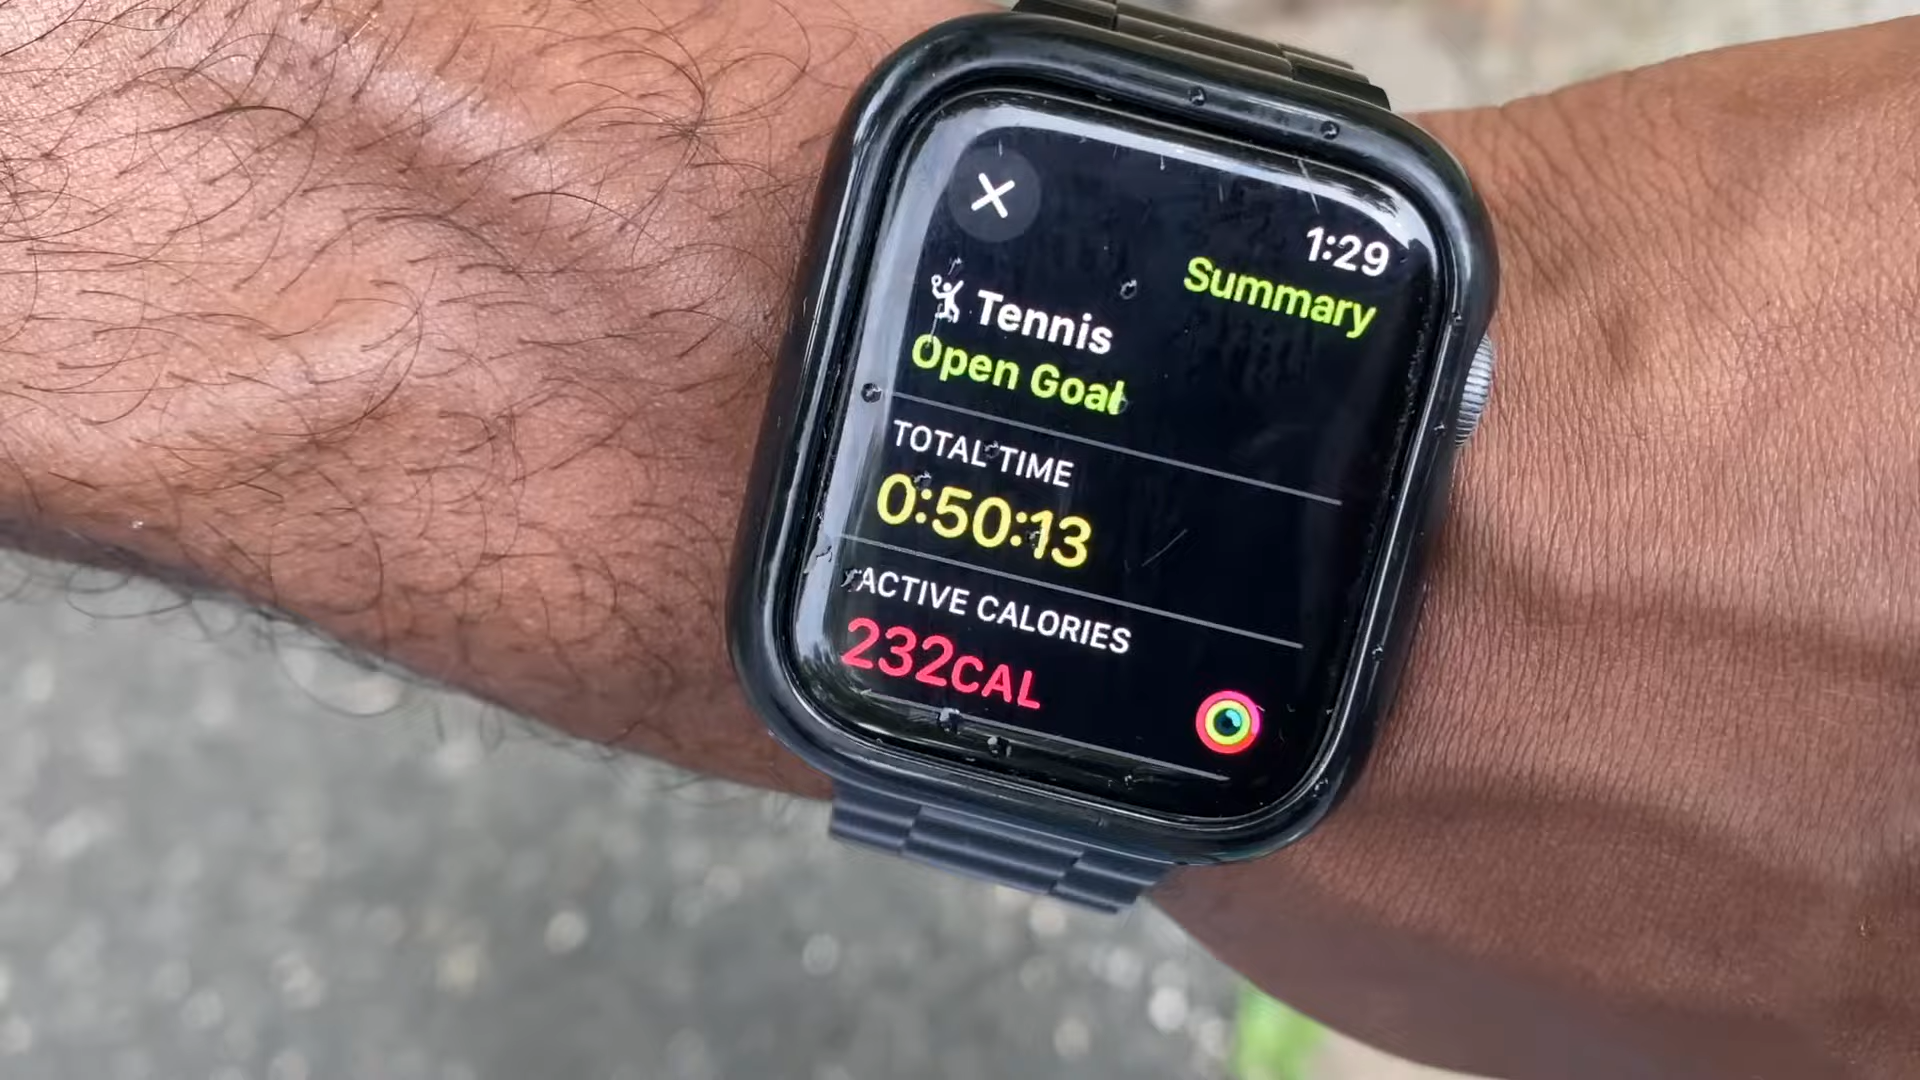 1:29
Summary
Tennis
Open Goal
TOTAL TIME
0:50:13
ACTIVE CALORIES
232CAL